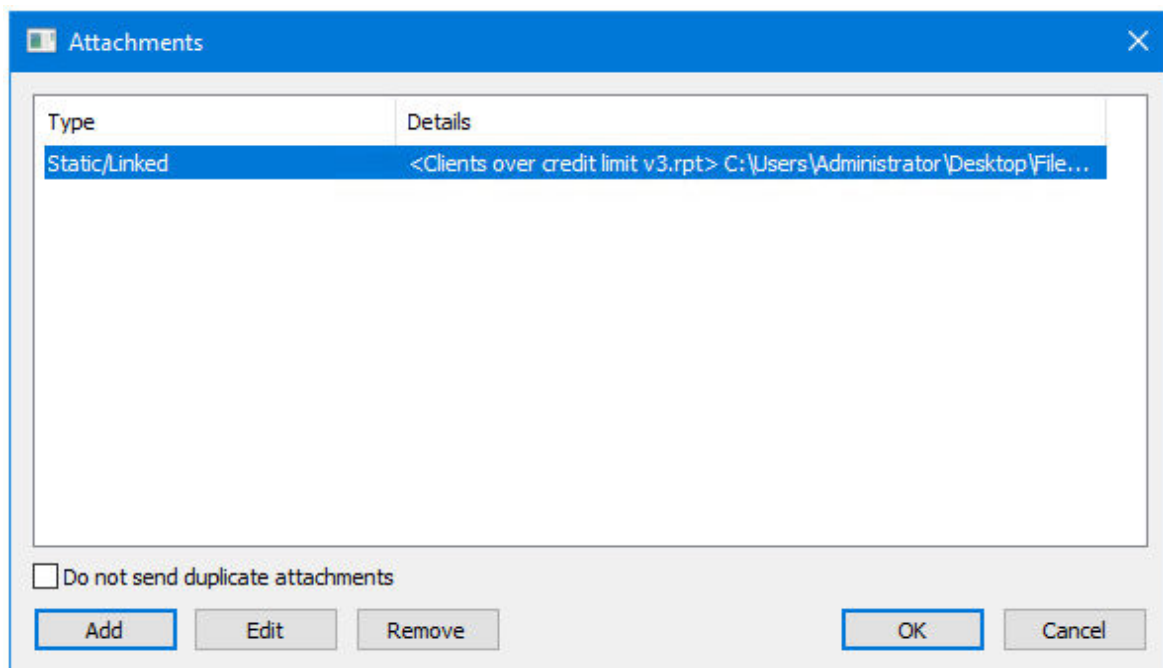 Attachments
Type Details
Static/Linked <Clients over credit limit v3.rpt> C:\Users\Administrator\Desktop\File...
Do not send duplicate attachments
Add Edit Remove OK Cancel